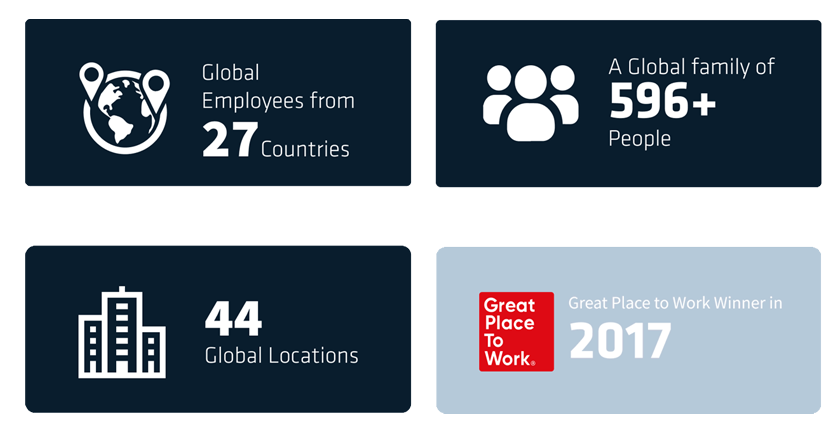 Global
Employees from
27 Countries
A Global family of
596+
People
44
Global Locations
Great
Place
To
Work®
Great Place to Work Winner in
2017